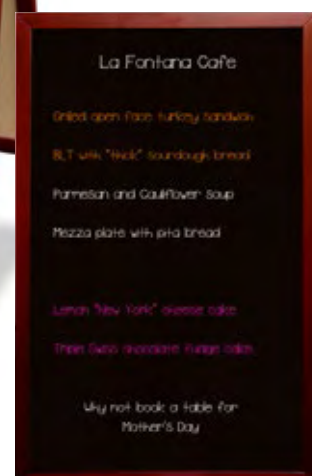 La Fontana Cafe
Grilled open face turkey sandwich
BLT with "thick" sourdough bread
Parmesan and Cauliflower Soup
Mezza plate with pita bread
Lemon "New York" cheese cake
Triple Swiss chocolate fudge cake
Why not book a table for
Mother's Day